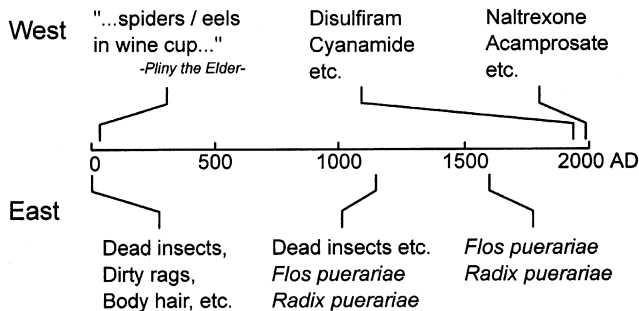 West
"...spiders / eels
in wine cup..."
-Pliny the Elder-
Disulfiram
Cyanamide
etc.
Naltrexone
Acamprosate
etc.
0 500 1000 1500 2000 AD
East
Dead insects,
Dirty rags,
Body hair, etc.
Dead insects etc.
Flos puerariae
Radix puerariae
Flos puerariae
Radix puerariae